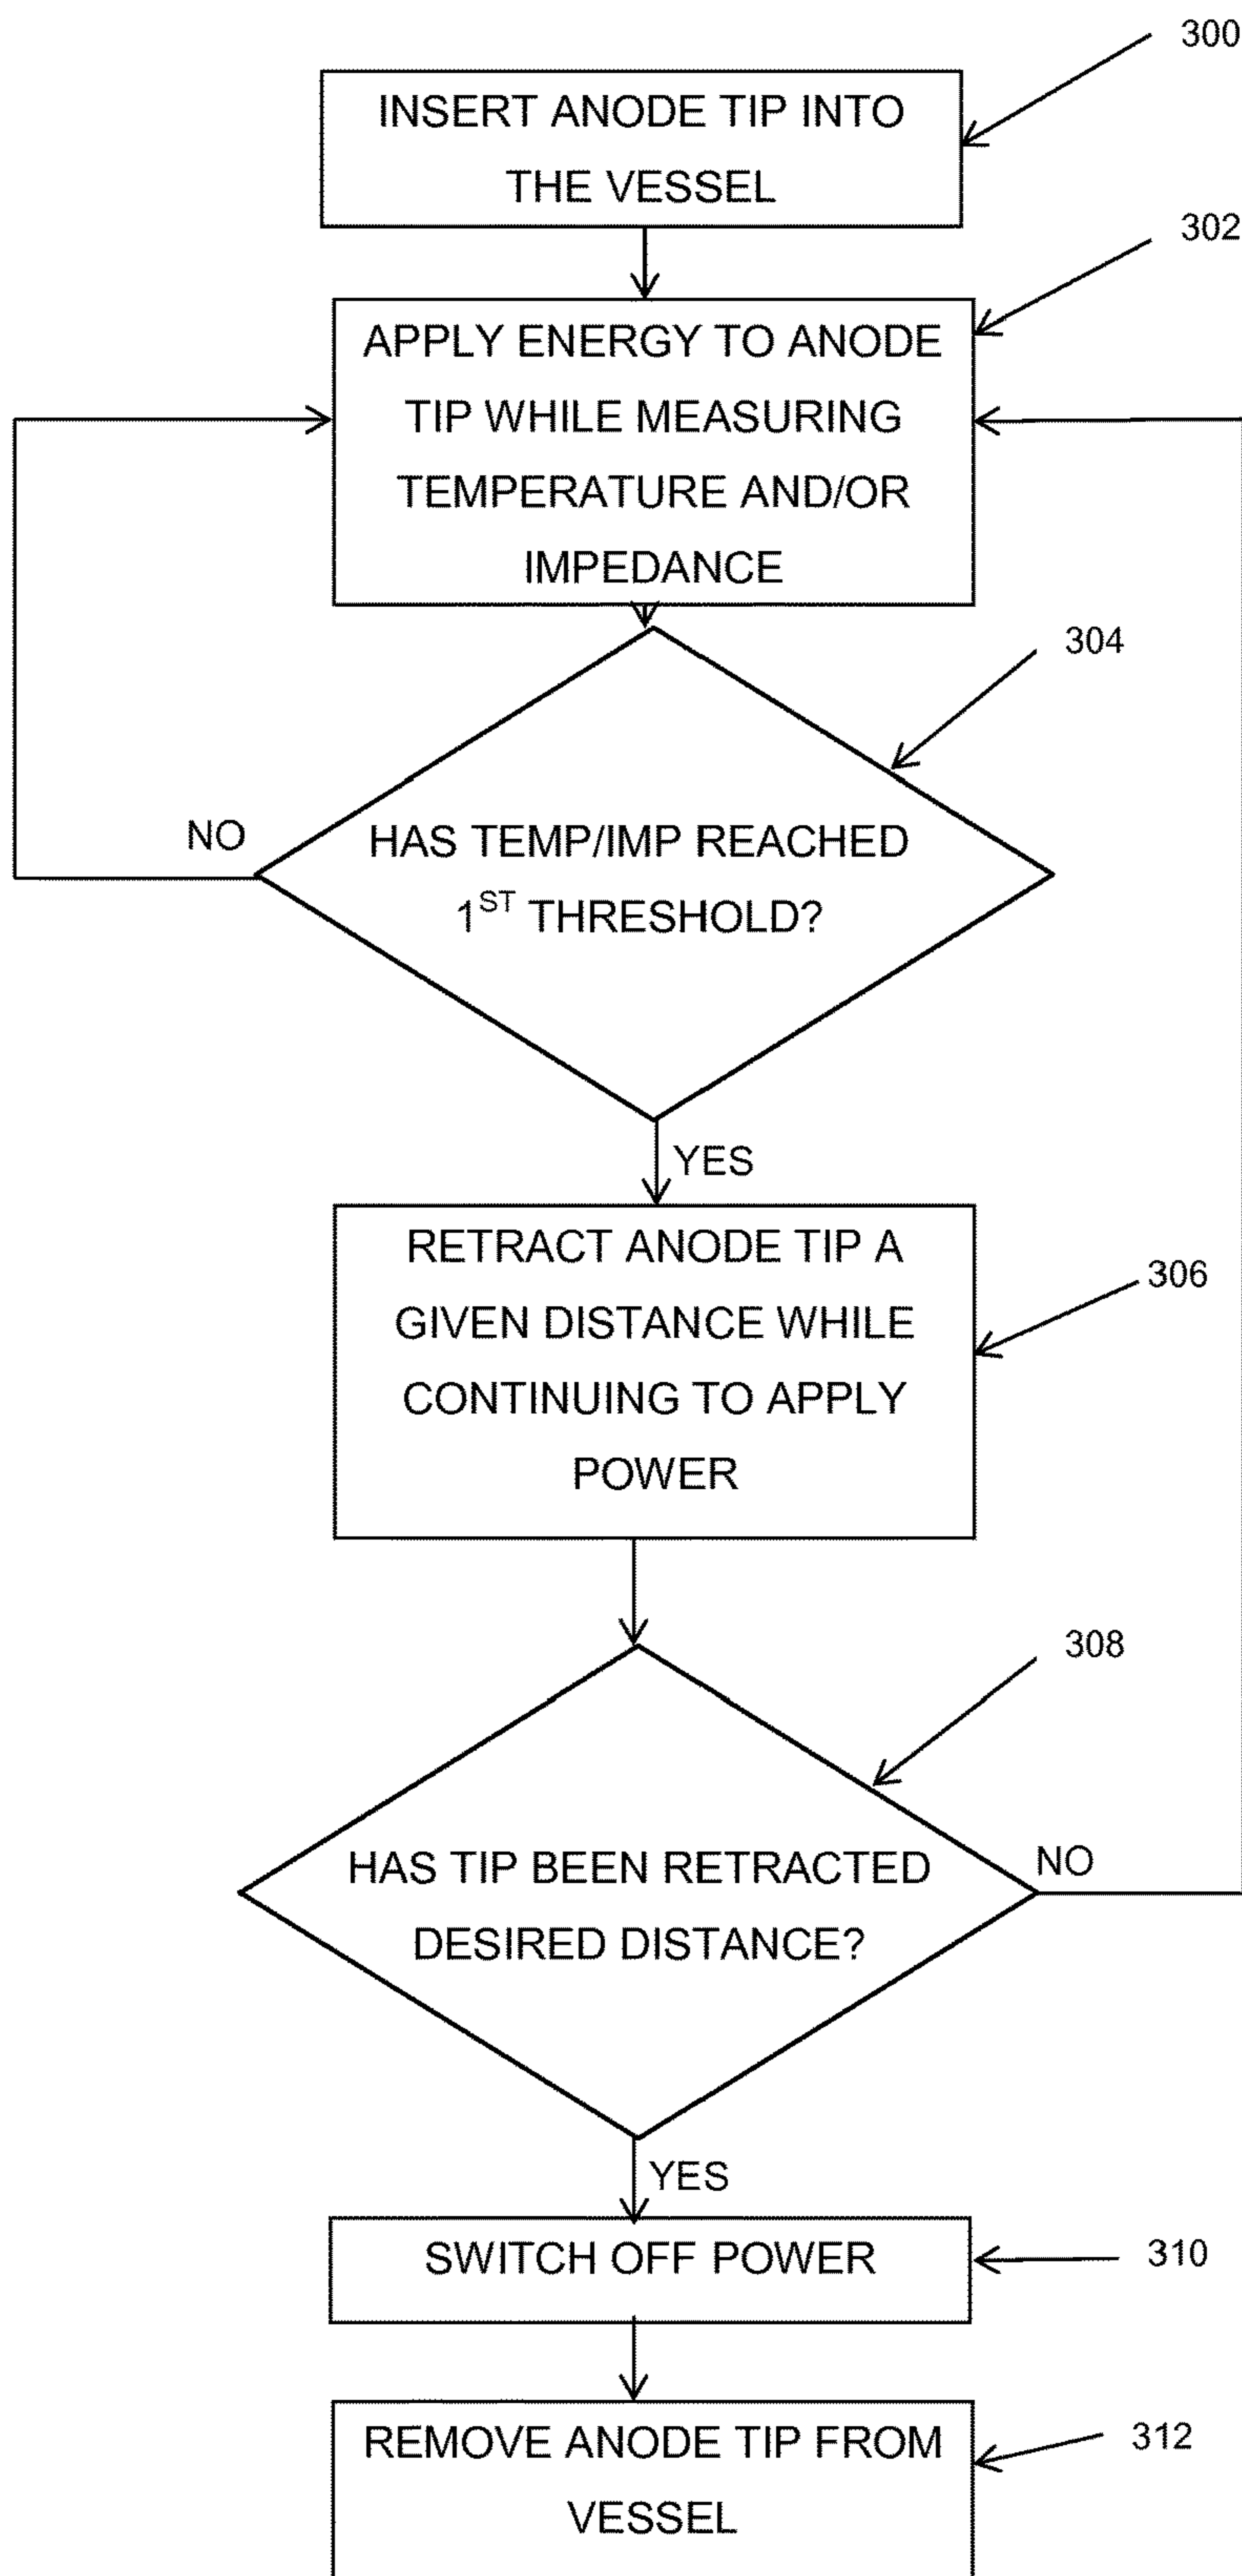 300
INSERT ANODE TIP INTO
THE VESSEL
302
APPLY ENERGY TO ANODE
TIP WHILE MEASURING
TEMPERATURE AND/OR
IMPEDANCE
304
NO
HAS TEMP/IMP REACHED
1ST THRESHOLD?
YES
RETRACT ANODE TIP A
GIVEN DISTANCE WHILE
CONTINUING TO APPLY
POWER
306
308
HAS TIP BEEN RETRACTED
DESIRED DISTANCE?
NO
YES
SWITCH OFF POWER
310
REMOVE ANODE TIP FROM
VESSEL
312